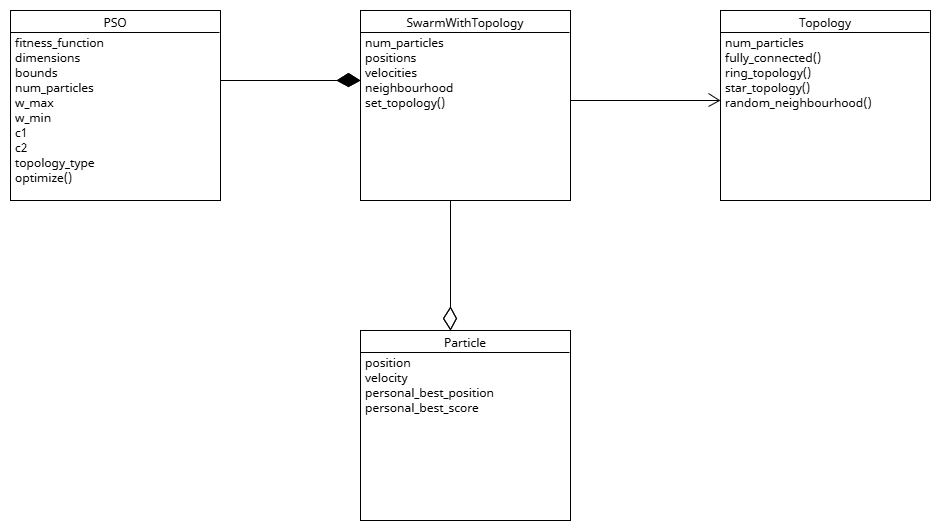 PSO
fitness_function
dimensions
bounds
num_particles
w_max
w_min
c1
c2
topology_type
optimize()
SwarmWithTopology
num_particles
positions
velocities
neighbourhood
set_topology()
Topology
num_particles
fully_connected()
ring_topology()
star_topology()
random_neighbourhood()
Particle
position
velocity
personal_best_position
personal_best_score